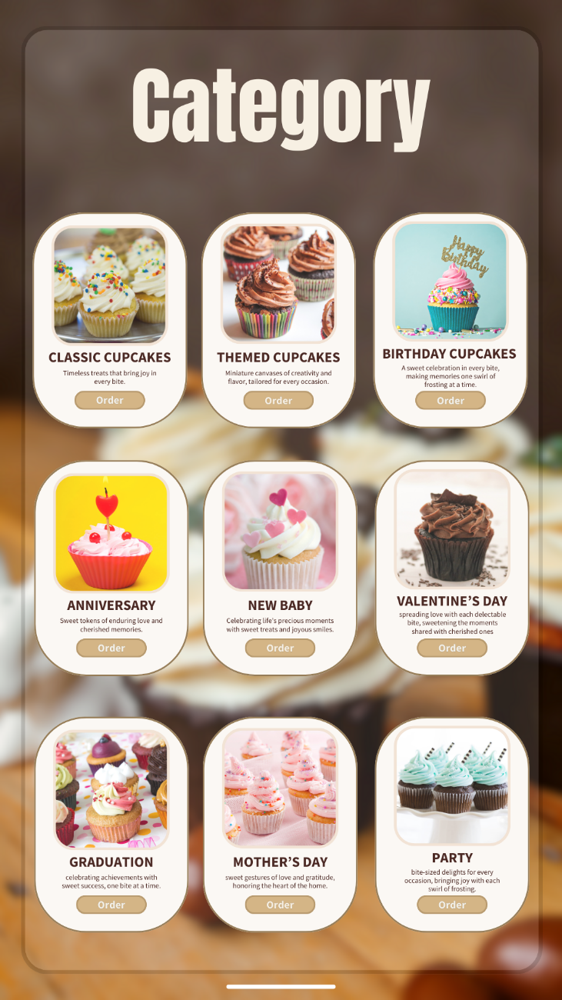 Category
Happy
Birthday
CLASSIC CUPCAKES
Timeless treats that bring joy in
every bite.
Order
THEMED CUPCAKES
Miniature canvases of creativity and
flavor, tailored for every occasion.
Order
BIRTHDAY CUPCAKES
A sweet celebration in every bite,
making memories one swirl of
frosting at a time.
Order
ANNIVERSARY
Sweet tokens of enduring love and
cherished memories.
Order
NEW BABY
Celebrating life's precious moments
with sweet treats and joyous smiles.
Order
VALENTINE'S DAY
spreading love with each delectable
bite, sweetening the moments
shared with cherished ones
Order
GRADUATION
celebrating achievements with
sweet success, one bite at a time.
Order
MOTHER'S DAY
sweet gestures of love and gratitude,
honoring the heart of the home.
Order
PARTY
bite-sized delights for every
occasion, bringing joy with each
swirl of frosting.
Order